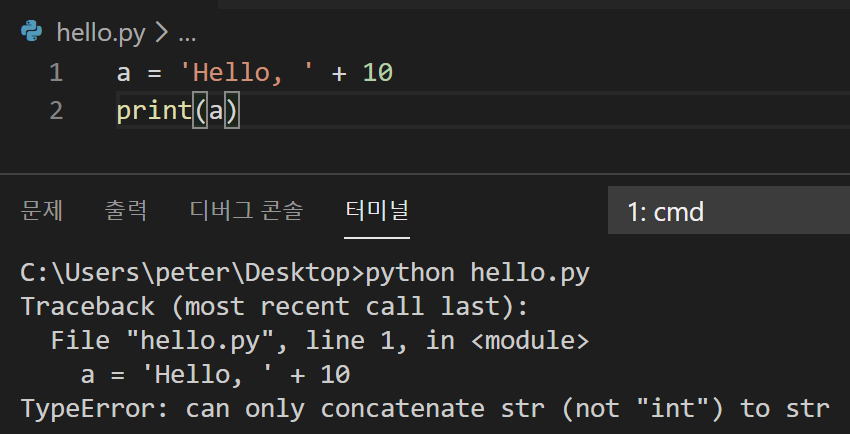 hello.py > ...
1 a = 'Hello, ' + 10
2 print(a)
문제 출력 디버그 콘솔 터미널 1: cmd
C:\Users\peter\Desktop>python hello.py
Traceback (most recent call last):
  File "hello.py", line 1, in <module>
    a = 'Hello, ' + 10
TypeError: can only concatenate str (not "int") to str